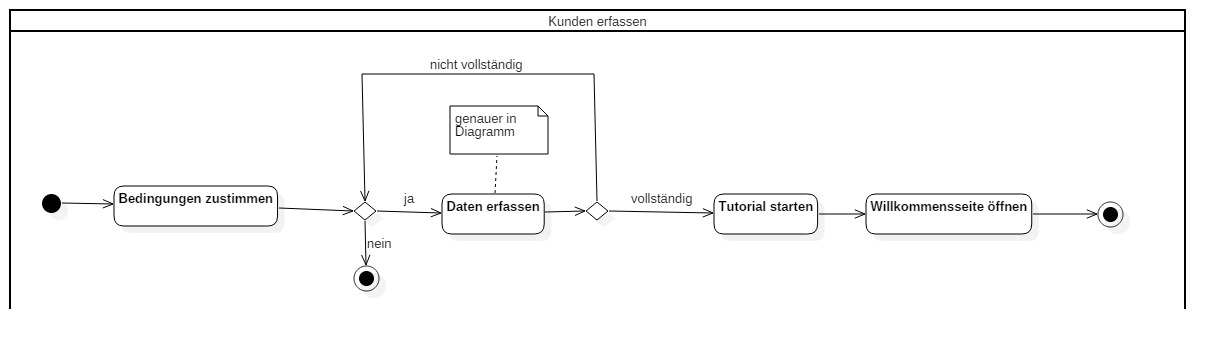 Kunden erfassen
nicht vollständig
genauer in
Diagramm
Bedingungen zustimmen
ja
Daten erfassen
vollständig
Tutorial starten
Willkommensseite öffnen
nein